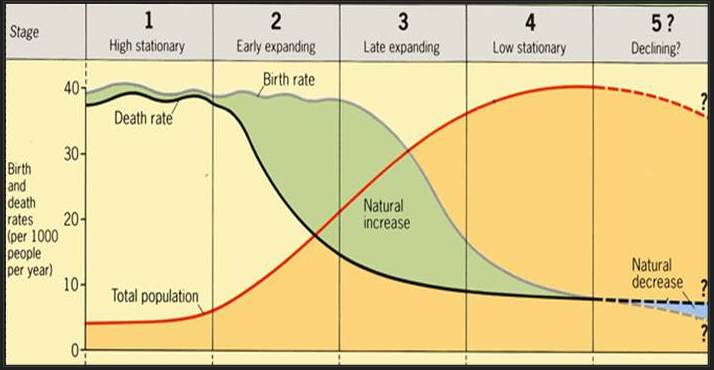 Stage
1
High stationary
2
Early expanding
3
Late expanding
4
Low stationary
5?
Declining?
40
30
20
10
0
Birth
and
death
rates
(per 1000
people
per year)
Birth rate
Death rate
Total population
Natural
increase
Natural
decrease
?
?
?